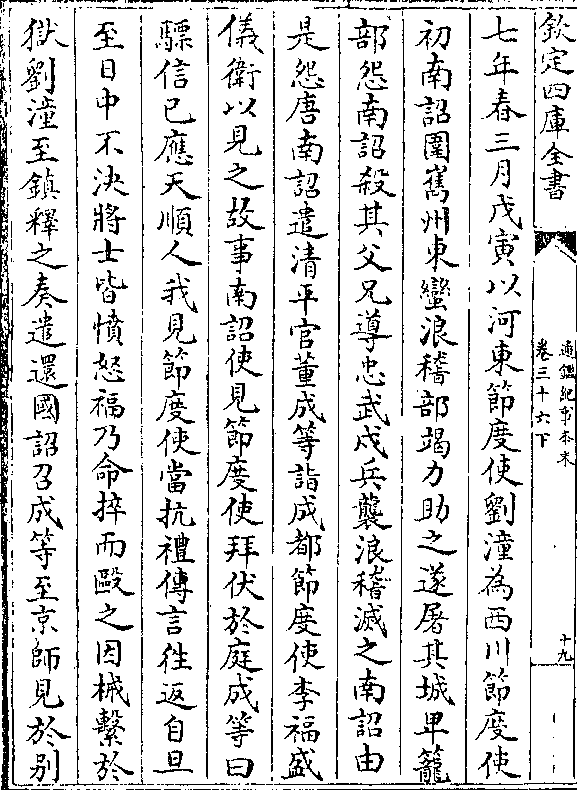 欽定四庫全書
通鑑紀事本末
卷三十六下
十九
七年春三月戊寅以河東節度使劉潼為西川節度使
初南詔圍巂州東蠻浪稽部竭力助之遂屠其城卑籠
部怨南詔殺其父兄導忠武戍兵襲浪稽滅之南詔由
是怨唐南詔遣清平官董成等詣成都節度使李福盛
儀衛以見之故事南詔使見節度使拜伏於庭成等曰
驃信已應天順人我見節度使當抗禮傳言往返自旦
至日中不決將士皆憤怒福乃命捽而毆之因械繫於
獄劉潼至鎮釋之奏遣還國詔召成等至京師見於别